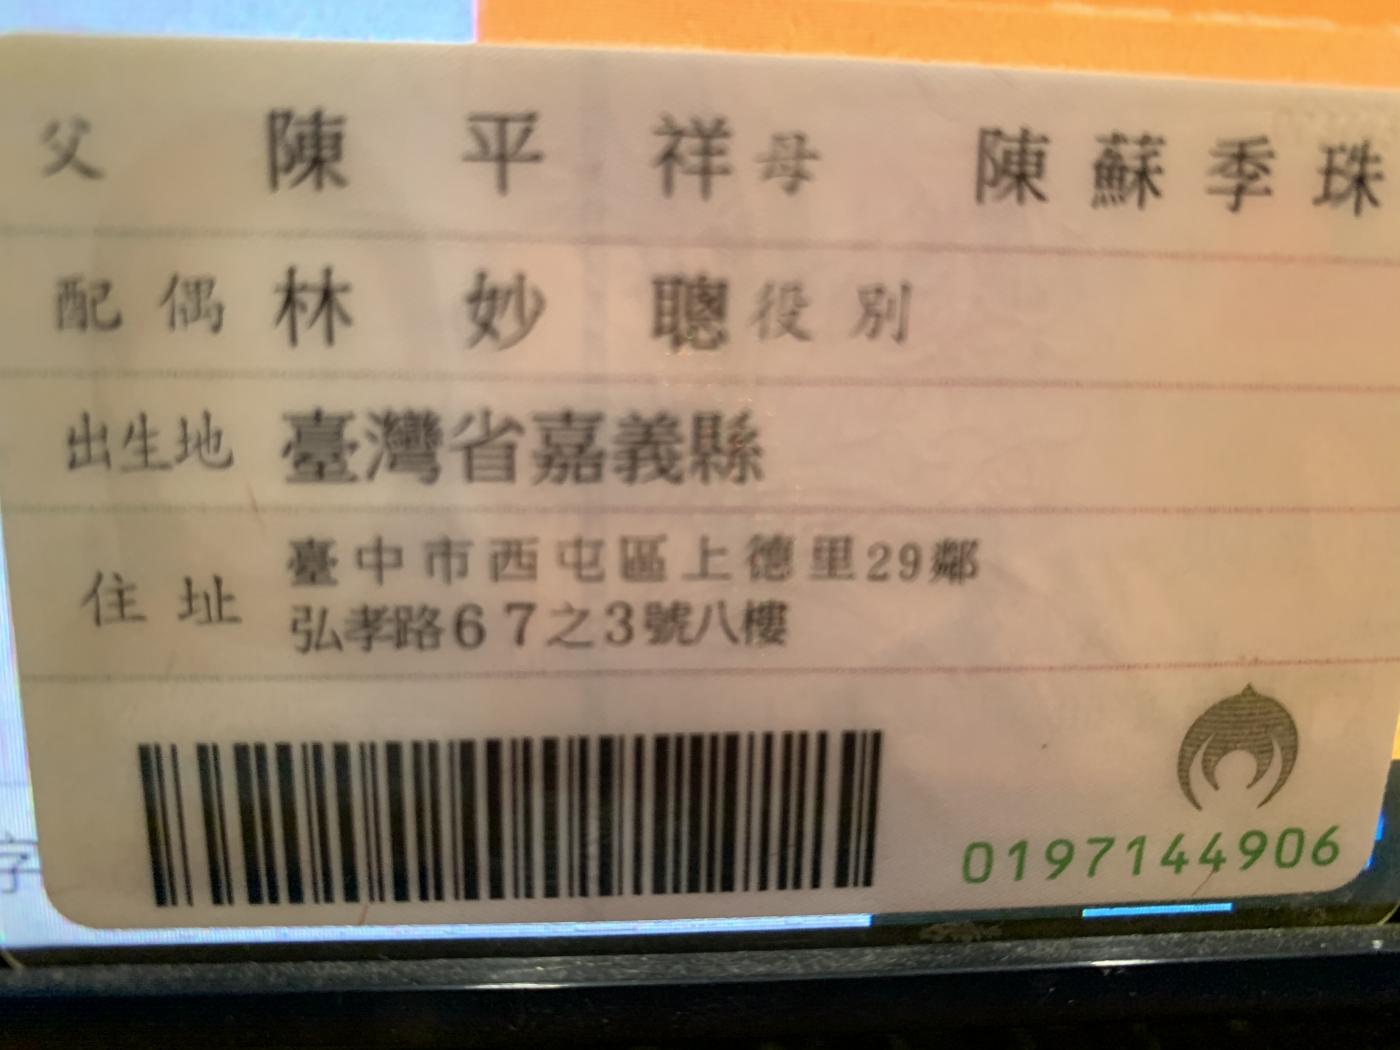 父 陳平祥 母 陳蘇季珠
配偶 林妙聰 役別
出生地 臺灣省嘉義縣
住址 臺中市西屯區上德里29鄰
弘孝路67之3號八樓
0197144906
字